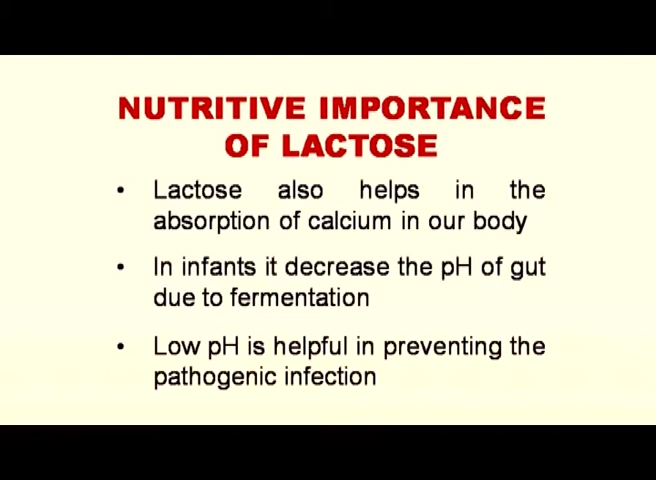 NUTRITIVE IMPORTANCE
OF LACTOSE
• Lactose also helps in the
absorption of calcium in our body
• In infants it decrease the pH of gut
due to fermentation
• Low pH is helpful in preventing the
pathogenic infection